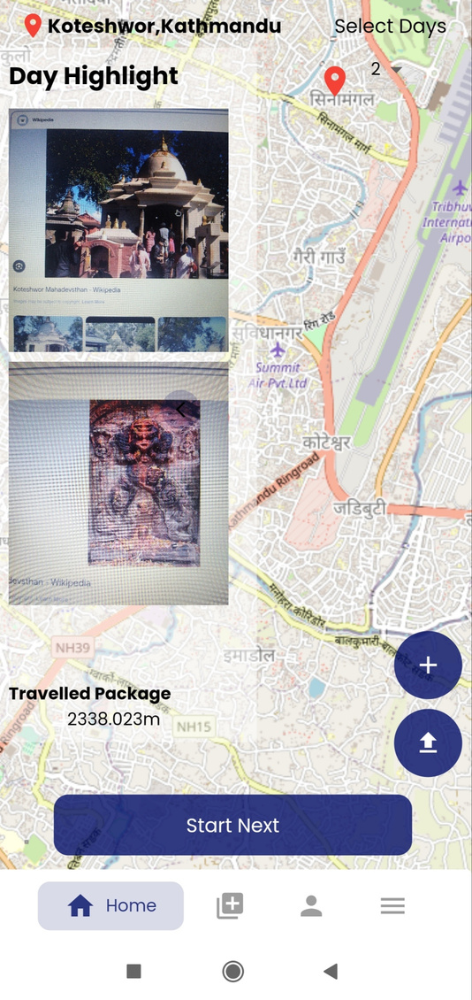 Koteshwor,Kathmandu
Select Days
Day Highlight
2
Wikipedia
Koteshwor Mahadevsthan - Wikipedia
Images may be subject to copyright. Learn More
devsthan - Wikipedia
सिनामंगल
सिनामंगल मार्ग
Tribhuv
Internati
Airpo
गैरी गाउँ
रिंग रोड
सुविधानगर
Summit
Air Pvt.Ltd
कोटेश्वर
Kathmandu Ringroad
जडिबुटी
मनोहरा कोरिडोर
बालकुमारी-बालकोट सडक
NH39
इमाडोल
Travelled Package
2338.023m
NH15
Start Next
Home